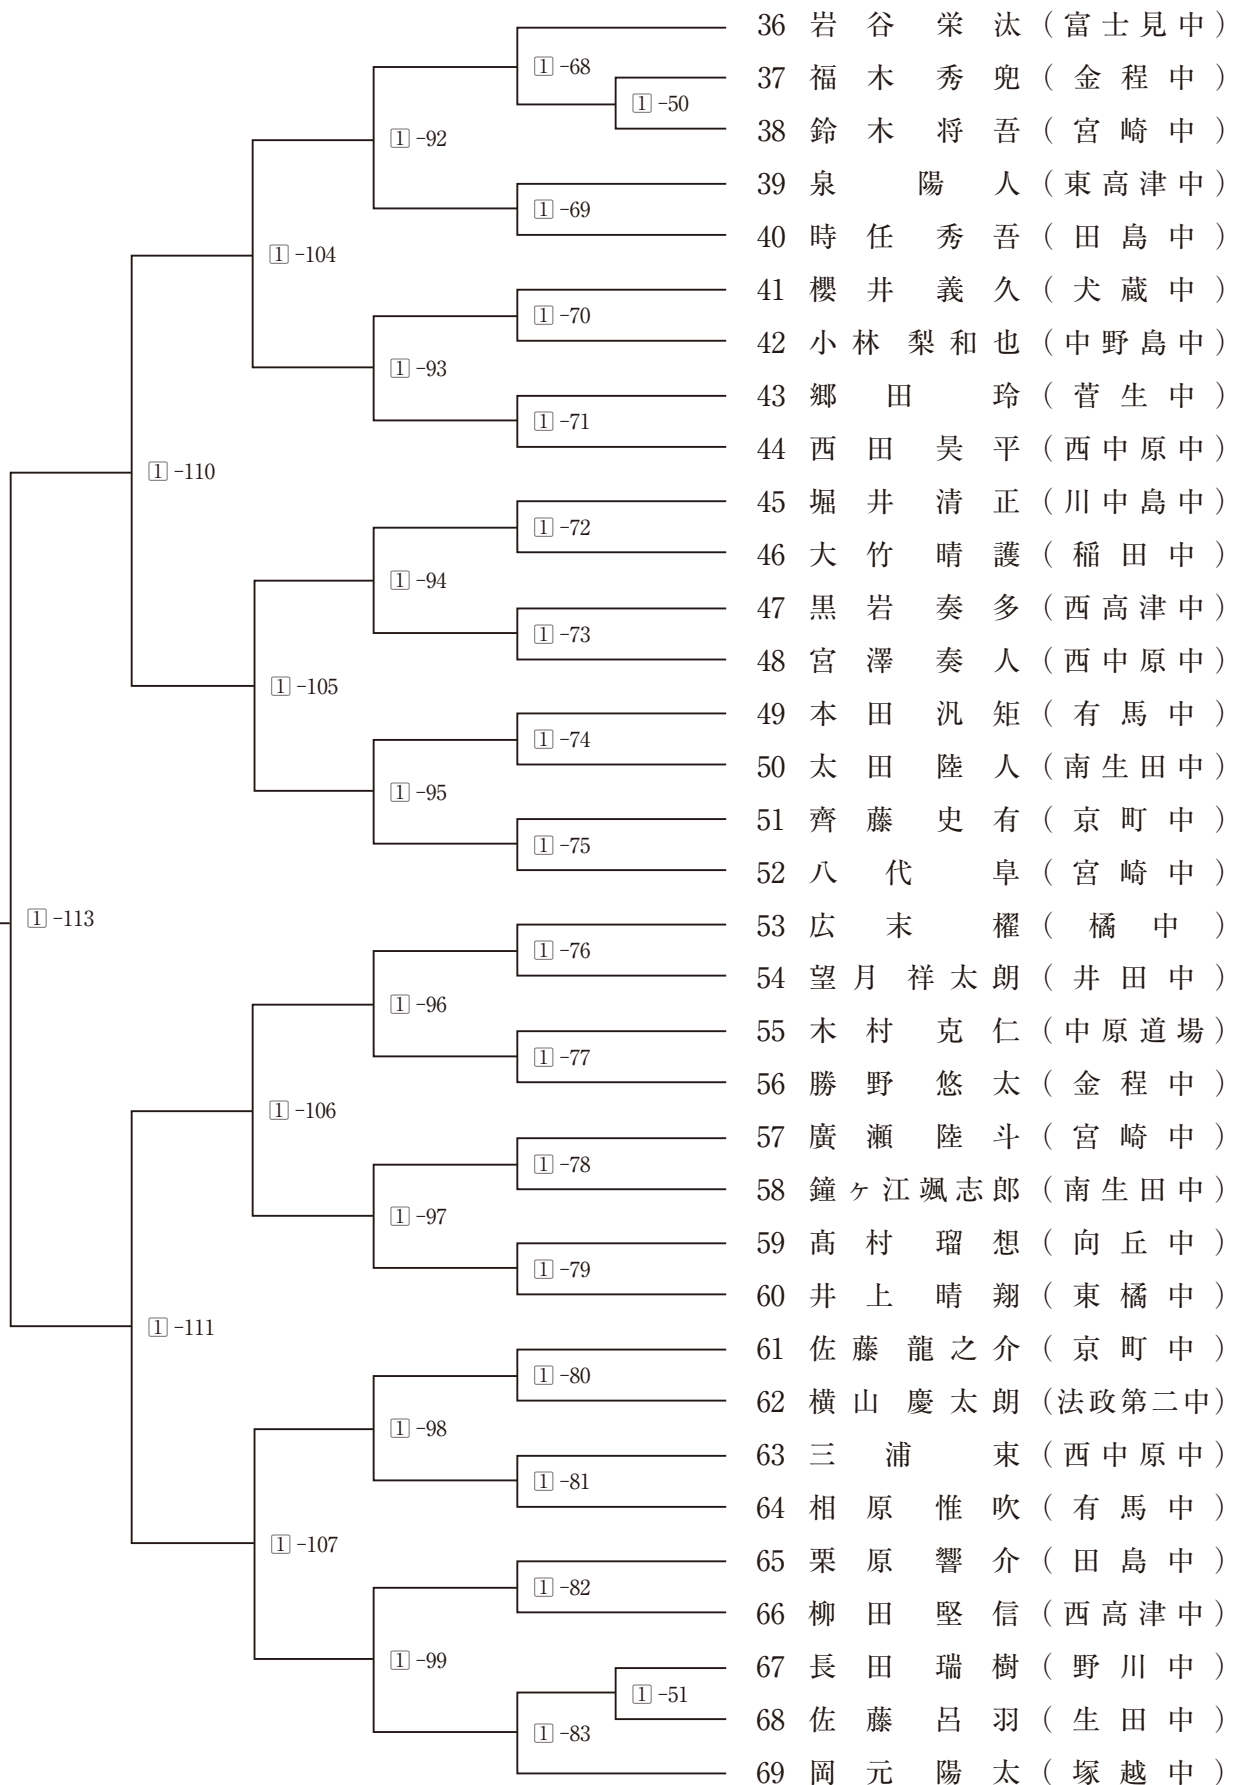 36 岩谷 栄汰 (富士見中)
1-68
37 福木 秀兜 (金程中)
1-50
38 鈴木 将吾 (宮崎中)
1-92
39 泉 陽人 (東高津中)
1-69
40 時任 秀吾 (田島中)
1-104
41 櫻井 義久 (犬蔵中)
1-70
42 小林 梨和也 (中野島中)
1-93
43 郷田 玲 (菅生中)
1-71
44 西田 昊平 (西中原中)
1-110
45 堀井 清正 (川中島中)
1-72
46 大竹 晴護 (稲田中)
1-94
47 黒岩 奏多 (西高津中)
1-73
48 宮澤 奏人 (西中原中)
1-105
49 本田 汎矩 (有馬中)
1-74
50 太田 陸人 (南生田中)
1-95
51 齊藤 史有 (京町中)
1-75
52 八代 阜 (宮崎中)
1-113
53 広末 櫂 (橘中)
1-76
54 望月 祥太朗 (井田中)
1-96
55 木村 克仁 (中原道場)
1-77
56 勝野 悠太 (金程中)
1-106
57 廣瀬 陸斗 (宮崎中)
1-78
58 鐘ヶ江颯志郎 (南生田中)
1-97
59 髙村 瑠想 (向丘中)
1-79
60 井上 晴翔 (東橘中)
1-111
61 佐藤 龍之介 (京町中)
1-80
62 横山 慶太朗 (法政第二中)
1-98
63 三浦 東 (西中原中)
1-81
64 相原 惟吹 (有馬中)
1-107
65 栗原 響介 (田島中)
1-82
66 柳田 堅信 (西高津中)
1-99
67 長田 瑞樹 (野川中)
1-51
68 佐藤 呂羽 (生田中)
1-83
69 岡元 陽太 (塚越中)